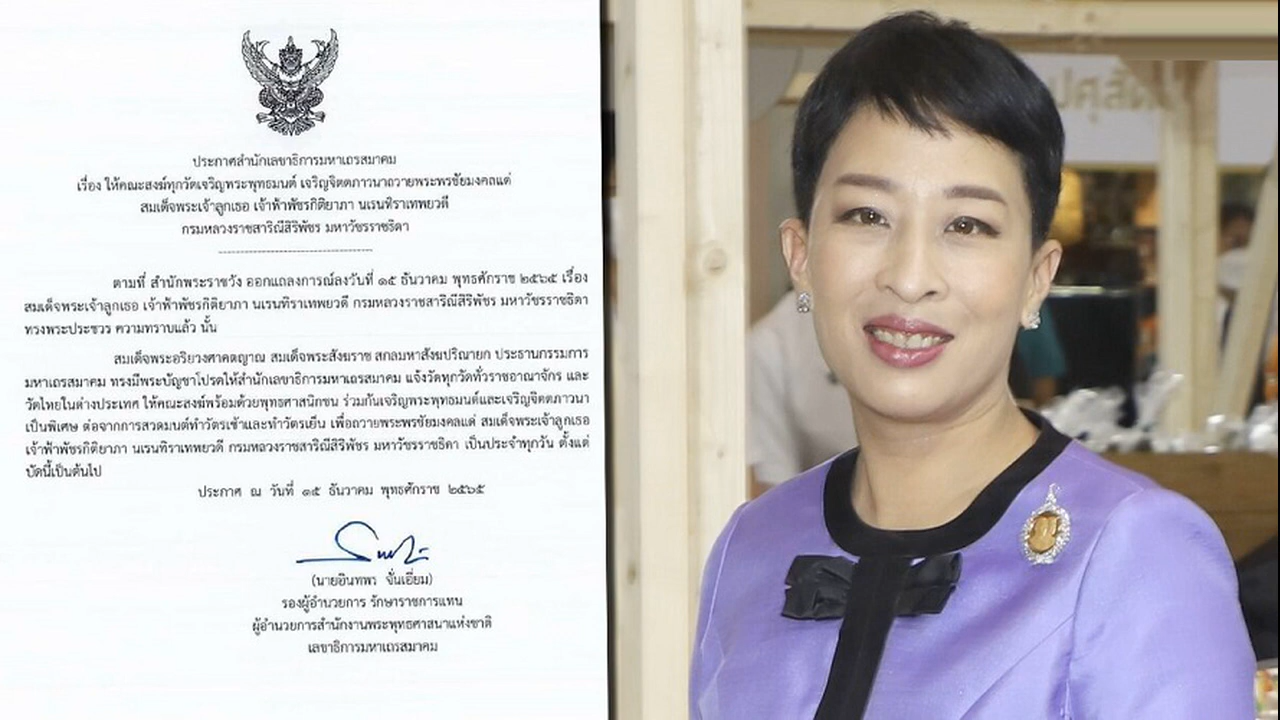 ประกาศสำนักเลขาธิการมหาเถรสมาคม
เรื่อง ให้คณะสงฆ์ทุกวัดเจริญพระพุทธมนต์ เจริญจิตตภาวนาถวายพระพรชัยมงคลแด่
สมเด็จพระเจ้าลูกเธอ เจ้าฟ้าพัชรกิติยาภา นเรนทิราเทพยวดี
กรมหลวงราชสาริณีสิริพัชร มหาวัชรราชธิดา
ตามที่ สำนักพระราชวัง ออกแถลงการณ์ลงวันที่ ๑๕ ธันวาคม พุทธศักราช ๒๕๖๕ เรื่อง
สมเด็จพระเจ้าลูกเธอ เจ้าฟ้าพัชรกิติยาภา นเรนทิราเทพยวดี กรมหลวงราชสาริณีสิริพัชร มหาวัชรราชธิดา
ทรงพระประชวร ความทราบแล้ว นั้น
สมเด็จพระอริยวงศาคตญาณ สมเด็จพระสังฆราช สกลมหาสังฆปริณายก ประธานกรรมการ
มหาเถรสมาคม ทรงมีพระบัญชาโปรดให้สำนักเลขาธิการมหาเถรสมาคม แจ้งวัดทุกวัดทั่วราชอาณาจักร และ
วัดไทยในต่างประเทศ ให้คณะสงฆ์พร้อมด้วยพุทธศาสนิกชน ร่วมกันเจริญพระพุทธมนต์และเจริญจิตตภาวนา
เป็นพิเศษ ต่อจากการสวดมนต์ทำวัตรเช้าและทำวัตรเย็น เพื่อถวายพระพรชัยมงคลแด่ สมเด็จพระเจ้าลูกเธอ
เจ้าฟ้าพัชรกิติยาภา นเรนทิราเทพยวดี กรมหลวงราชสาริณีสิริพัชร มหาวัชรราชธิดา เป็นประจำทุกวัน ตั้งแต่
บัดนี้เป็นต้นไป
ประกาศ ณ วันที่ ๑๕ ธันวาคม พุทธศักราช ๒๕๖๕
(นายอินทพร จั่นเอี่ยม)
รองผู้อำนวยการ รักษาราชการแทน
ผู้อำนวยการสำนักงานพระพุทธศาสนาแห่งชาติ
เลขาธิการมหาเถรสมาคม